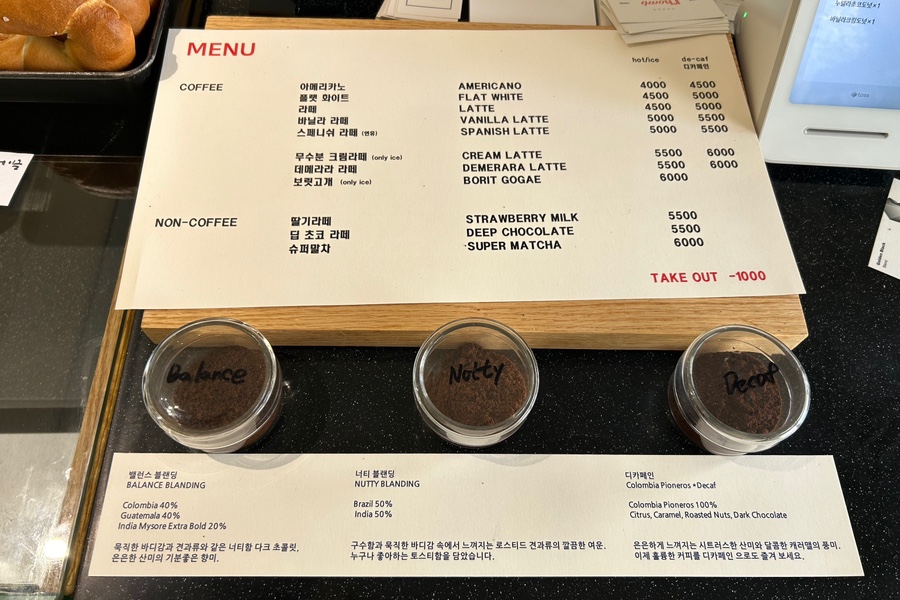 MENU
hot/ice de-caf
디카페인
COFFEE 아메리카노 AMERICANO 4000 4500
플랫 화이트 FLAT WHITE 4500 5000
라떼 LATTE 4500 5000
바닐라 라떼 VANILLA LATTE 5000 5500
스페니쉬 라떼 (연유) SPANISH LATTE 5000 5500
무수분 크림라떼 (only ice) CREAM LATTE 5500 6000
데메라라 라떼 DEMERARA LATTE 5500 6000
보릿고개 (only ice) BORIT GOGAE 6000
NON-COFFEE 딸기라떼 STRAWBERRY MILK 5500
딥 초코 라떼 DEEP CHOCOLATE 5500
슈퍼말차 SUPER MATCHA 6000
TAKE OUT -1000
toss
Balance
Nutty
Decaf
밸런스 블랜딩
BALANCE BLANDING
Colombia 40%
Guatemala 40%
India Mysore Extra Bold 20%
묵직한 바디감과 견과류와 같은 너티함 다크 초콜릿,
은은한 산미의 기분좋은 향미.
너티 블랜딩
NUTTY BLANDING
Brazil 50%
India 50%
구수함과 묵직한 바디감 속에서 느껴지는 로스티드 견과류의 깔끔한 여운.
누구나 좋아하는 토스티함을 담았습니다.
디카페인
Colombia Pioneros •Decaf
Colombia Pioneros 100%
Citrus, Caramel, Roasted Nuts, Dark Chocolate
은은하게 느껴지는 시트러스한 산미와 달콤한 캐러멜의 풍미.
이제 훌륭한 커피를 디카페인 으로도 즐겨 보세요.